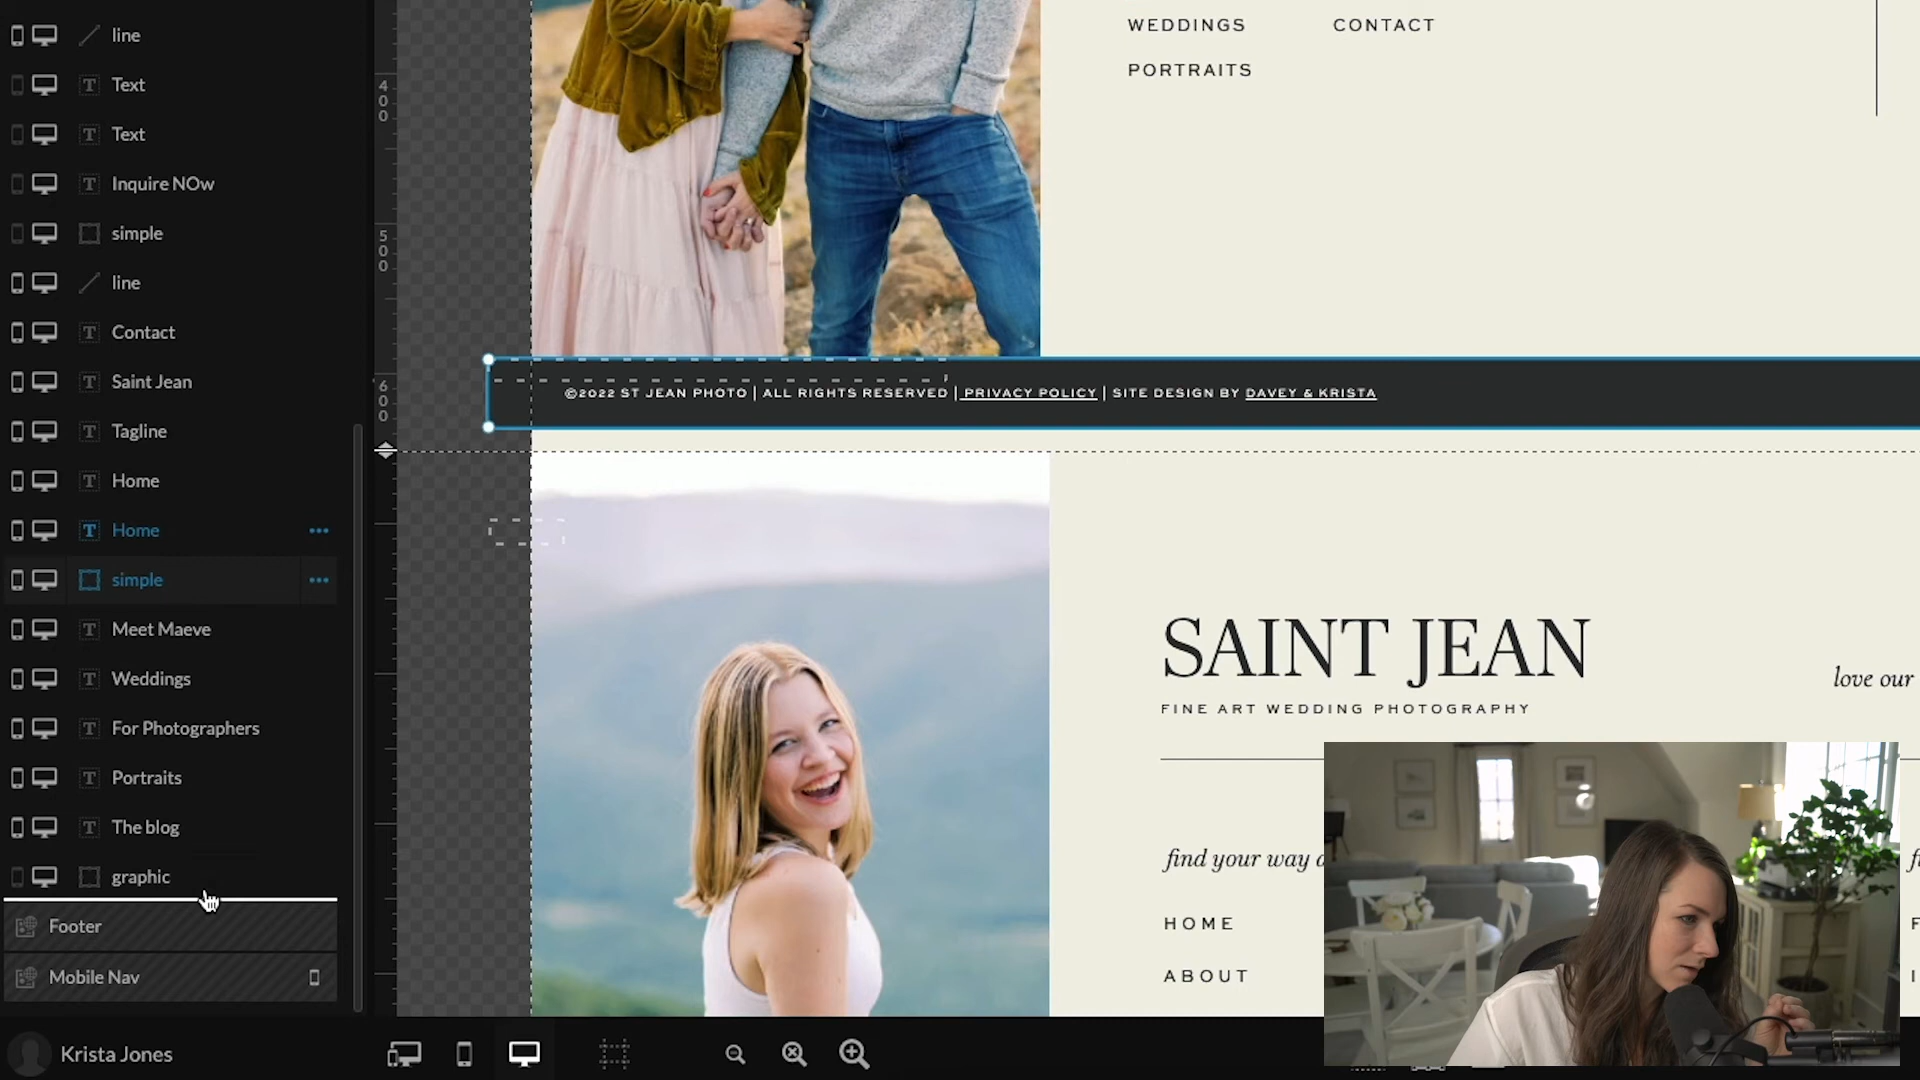 line
Text
Text
Inquire NOw
simple
line
Contact
Saint Jean
Tagline
Home
Home
simple
Meet Maeve
Weddings
For Photographers
Portraits
The blog
graphic
Footer
Mobile Nav
Krista Jones
400
500
600
WEDDINGS CONTACT
PORTRAITS
©2022 ST JEAN PHOTO | ALL RIGHTS RESERVED | PRIVACY POLICY | SITE DESIGN BY DAVEY & KRISTA
SAINT JEAN
FINE ART WEDDING PHOTOGRAPHY
love our
find your way
HOME
ABOUT